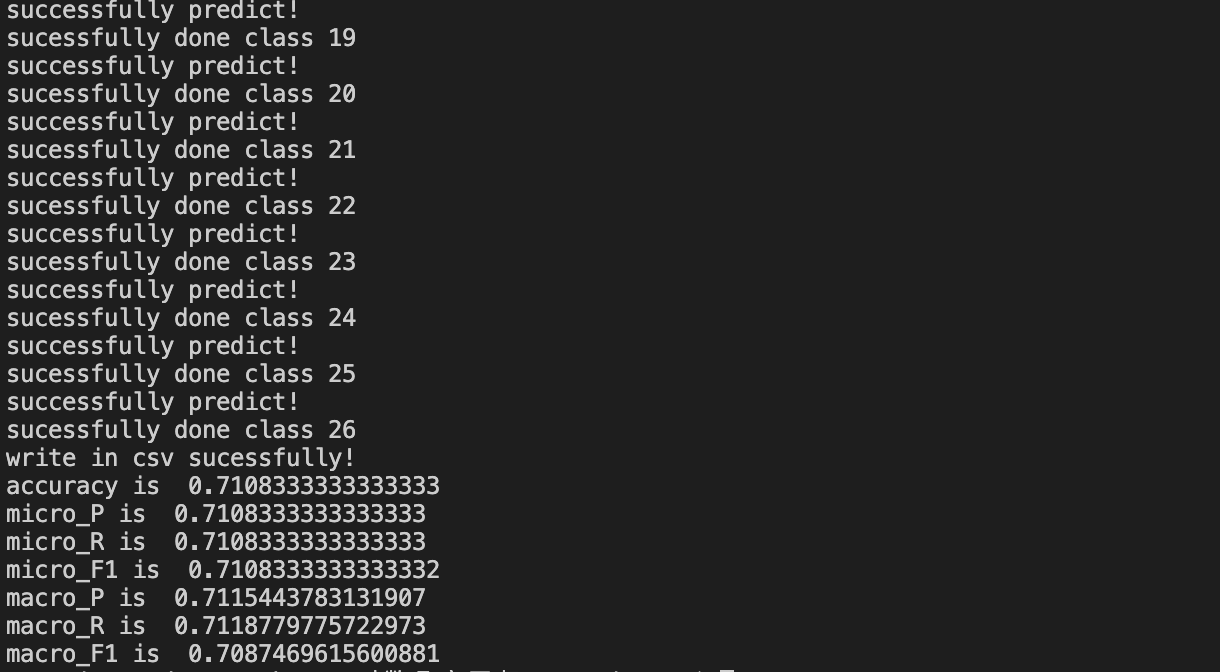 successfully predict!
sucessfully done class 19
successfully predict!
sucessfully done class 20
successfully predict!
sucessfully done class 21
successfully predict!
sucessfully done class 22
successfully predict!
sucessfully done class 23
successfully predict!
sucessfully done class 24
successfully predict!
sucessfully done class 25
successfully predict!
sucessfully done class 26
write in csv sucessfully!
accuracy is  0.7108333333333333
micro_P is  0.7108333333333333
micro_R is  0.7108333333333333
micro_F1 is  0.7108333333333332
macro_P is  0.7115443783131907
macro_R is  0.7118779775722973
macro_F1 is  0.7087469615600881